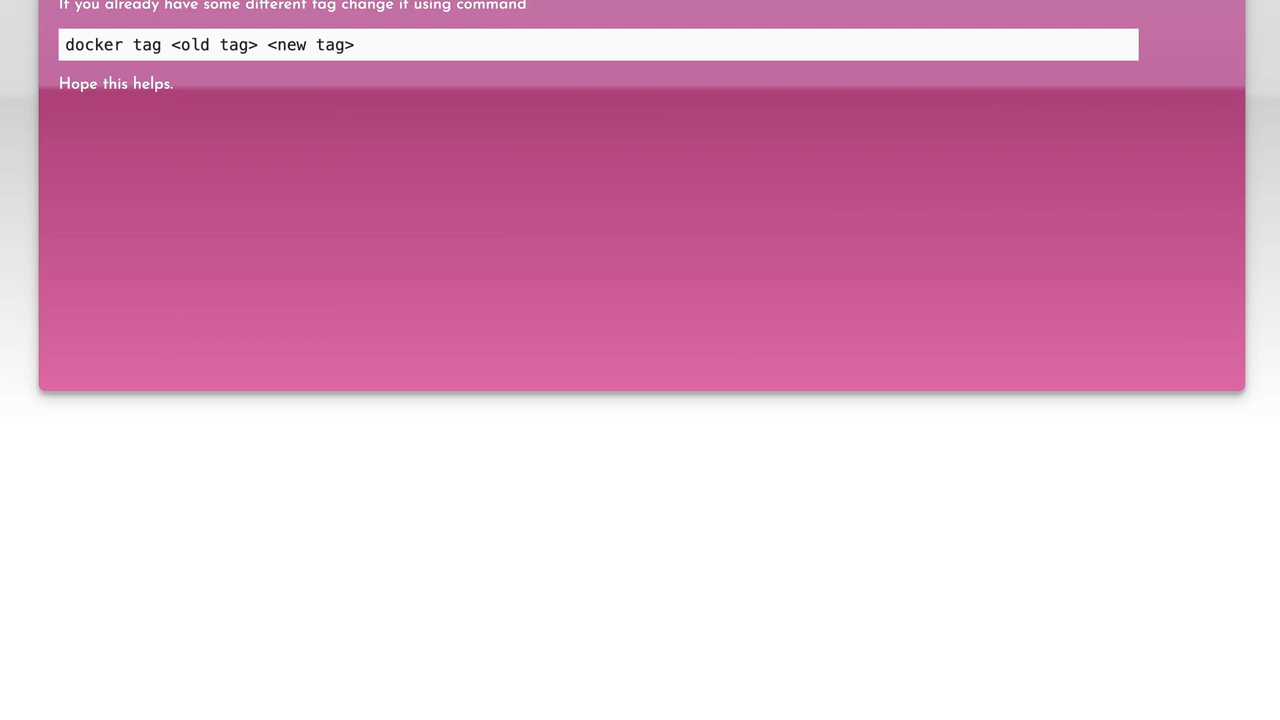 If you already have some different tag change it using command
docker tag <old tag> <new tag>
Hope this helps.